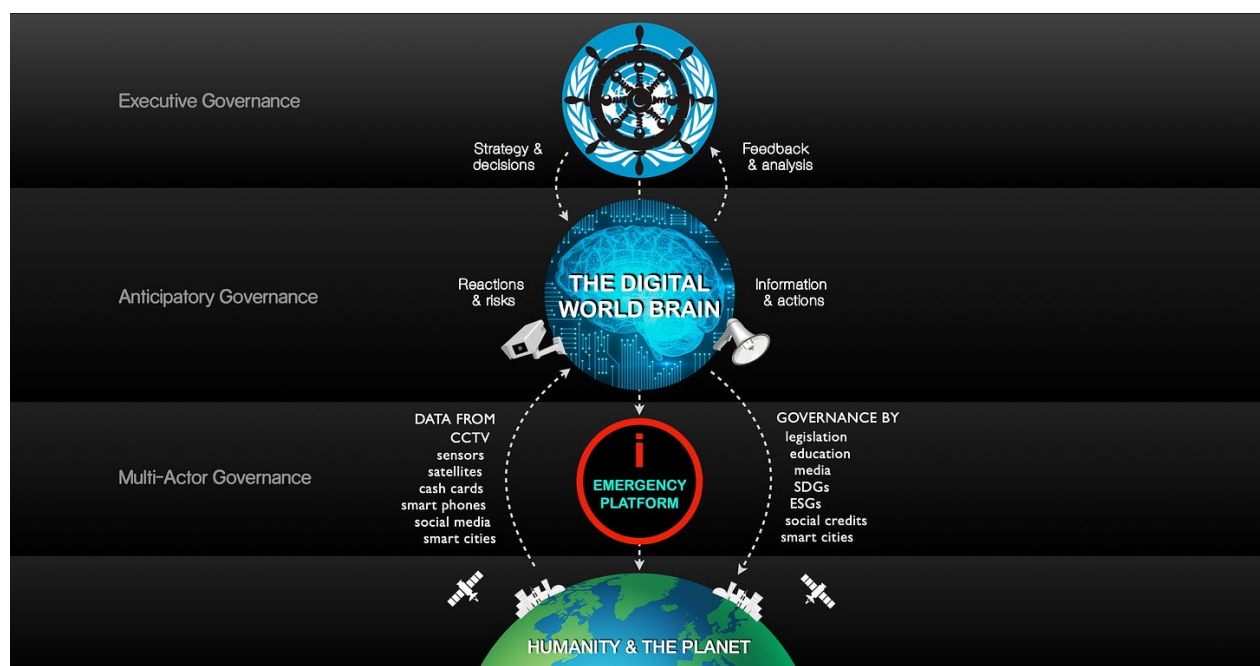 Executive Governance
Strategy &
decisions
Feedback
& analysis
Anticipatory Governance
Reactions
& risks
THE DIGITAL
WORLD BRAIN
Information
& actions
Multi-Actor Governance
DATA FROM
CCTV
sensors
satellites
cash cards
smart phones
social media
smart cities
i
EMERGENCY
PLATFORM
GOVERNANCE BY
legislation
education
media
SDGs
ESGs
social credits
smart cities
HUMANITY & THE PLANET